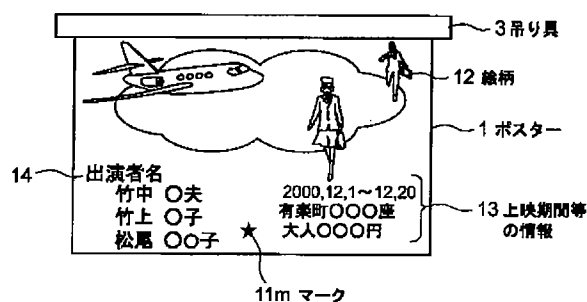 3 吊り具
12 絵柄
1 ポスター
14
出演者名
竹中 ○夫
竹上 ○子
松尾 ○○子
2000,12,1～12,20
有楽町○○○座
大人○○○円
13 上映期間等
の情報
★
11m マーク